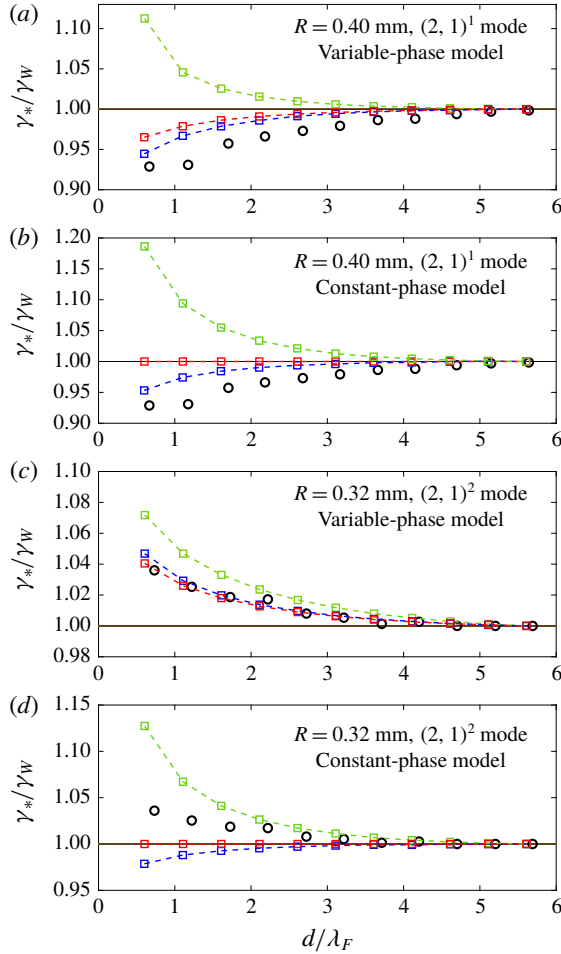 (a)
1.10
R = 0.40 mm, (2, 1)¹ mode
Variable-phase model
1.05
γ*/γW
1.00
0.95
0.90
0 1 2 3 4 5 6
(b)
1.20
R = 0.40 mm, (2, 1)¹ mode
1.15
Constant-phase model
1.10
γ*/γW
1.05
1.00
0.95
0.90
0 1 2 3 4 5 6
(c)
1.10
R = 0.32 mm, (2, 1)² mode
1.08
Variable-phase model
1.06
γ*/γW
1.04
1.02
1.00
0.98
0 1 2 3 4 5 6
(d)
1.15
R = 0.32 mm, (2, 1)² mode
Constant-phase model
1.10
γ*/γW
1.05
1.00
0.95
0 1 2 3 4 5 6
d/λF